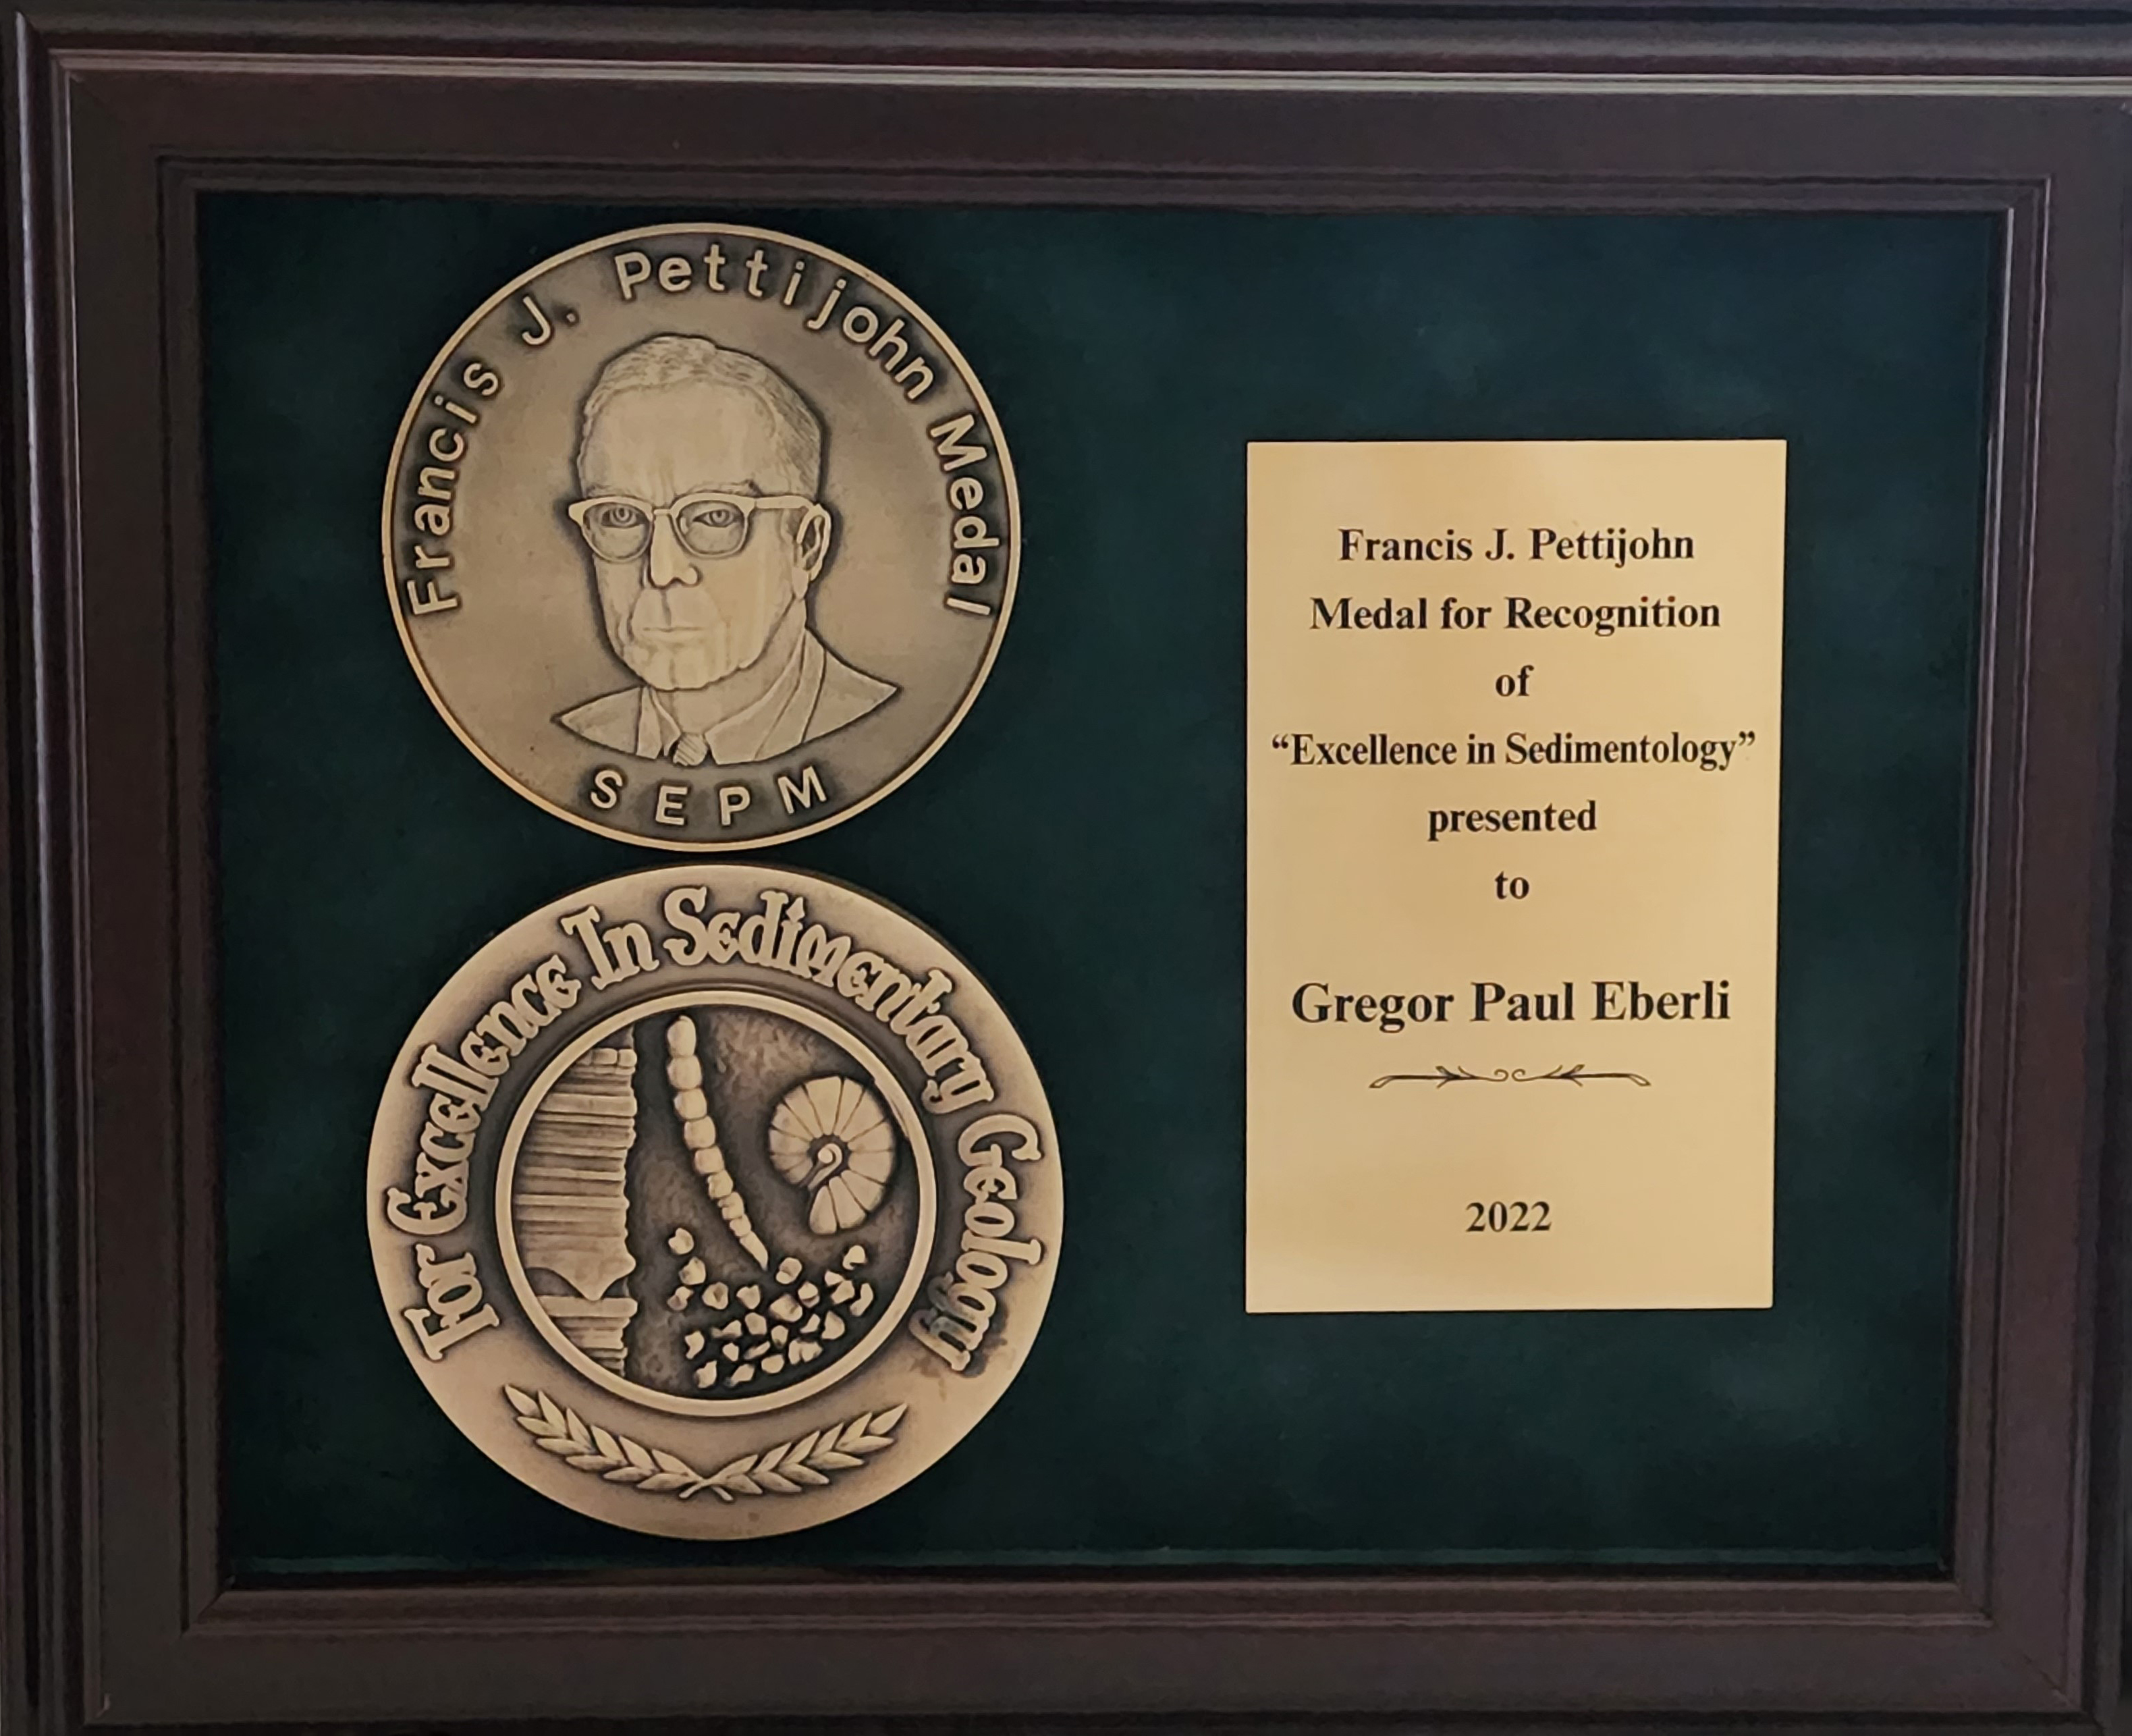 Francis J. Pettijohn Medal
SEPM
For Excellence In Sedimentary Geology
Francis J. Pettijohn
Medal for Recognition
of
“Excellence in Sedimentology”
presented
to
Gregor Paul Eberli
2022